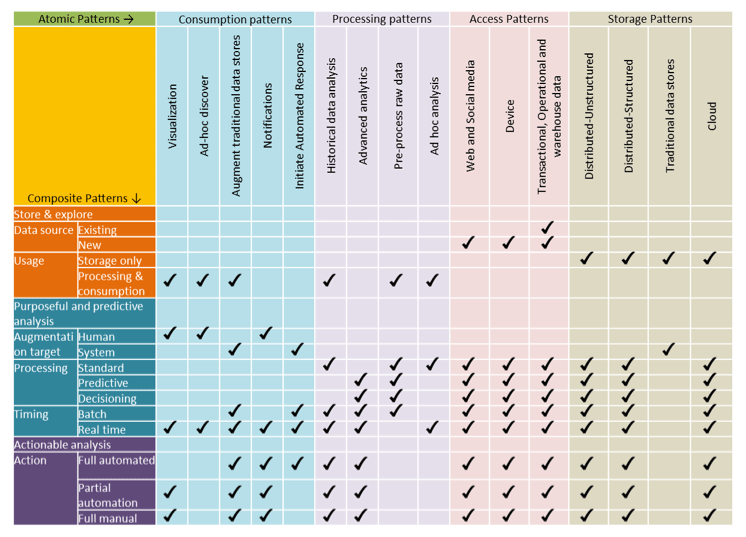 Atomic Patterns → Consumption patterns Processing patterns Access Patterns Storage Patterns
Visualization
Ad-hoc discover
Augment traditional data stores
Notifications
Initiate Automated Response
Historical data analysis
Advanced analytics
Pre-process raw data
Ad hoc analysis
Web and Social media
Device
Transactional, Operational and
warehouse data
Distributed-Unstructured
Distributed-Structured
Traditional data stores
Cloud
Composite Patterns ↓
Store & explore
Data source Existing ✓
New ✓ ✓ ✓
Usage Storage only ✓ ✓ ✓ ✓
Processing & ✓ ✓ ✓ ✓ ✓ ✓
consumption
Purposeful and predictive
analysis
Augmentati Human ✓ ✓ ✓
on target System ✓ ✓ ✓
Processing Standard ✓ ✓ ✓ ✓ ✓ ✓ ✓ ✓ ✓
Predictive ✓ ✓ ✓ ✓ ✓ ✓ ✓ ✓
Decisioning ✓ ✓ ✓ ✓ ✓ ✓ ✓ ✓
Timing Batch ✓ ✓ ✓ ✓ ✓ ✓ ✓ ✓ ✓ ✓ ✓
Real time ✓ ✓ ✓ ✓ ✓ ✓ ✓ ✓ ✓ ✓ ✓ ✓ ✓ ✓
Actionable analysis
Action Full automated ✓ ✓ ✓ ✓ ✓ ✓ ✓ ✓ ✓ ✓ ✓
Partial ✓ ✓ ✓ ✓ ✓ ✓ ✓ ✓ ✓ ✓ ✓
automation
Full manual ✓ ✓ ✓ ✓ ✓ ✓ ✓ ✓ ✓ ✓ ✓